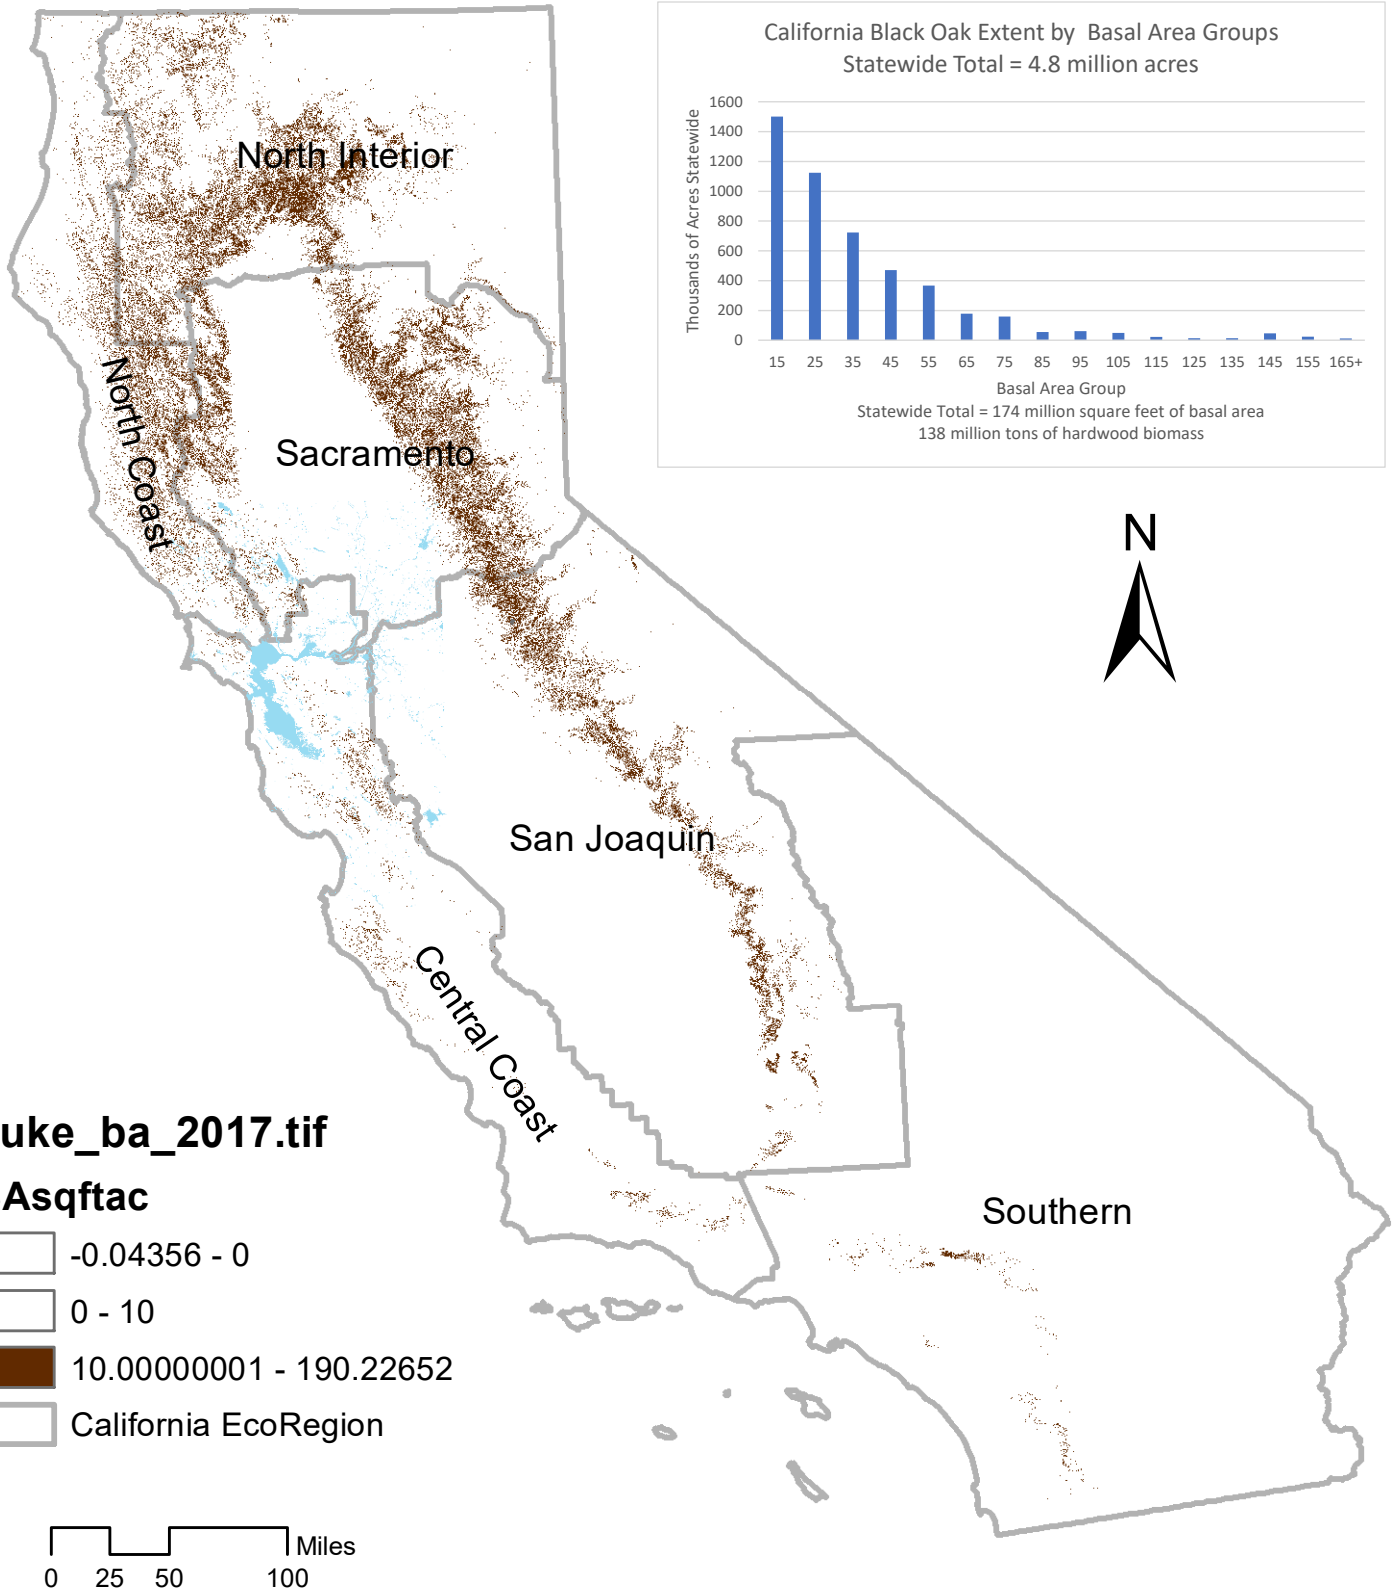 California Black Oak Extent by Basal Area Groups
Statewide Total = 4.8 million acres
Thousands of Acres Statewide
1600
1400
1200
1000
800
600
400
200
0
15 25 35 45 55 65 75 85 95 105 115 125 135 145 155 165+
Basal Area Group
Statewide Total = 174 million square feet of basal area
138 million tons of hardwood biomass
North Interior
North Coast
Sacramento
N
San Joaquin
Central Coast
Southern
uke_ba_2017.tif
Asqftac
-0.04356 - 0
0 - 10
10.00000001 - 190.22652
California EcoRegion
Miles
0 25 50 100